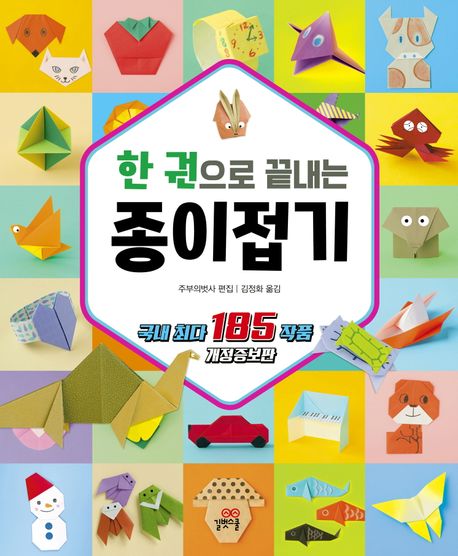 한 권으로 끝내는
종이접기
주부의벗사 편집 | 김정화 옮김
국내 최다 185 작품
개정증보판
길벗스쿨